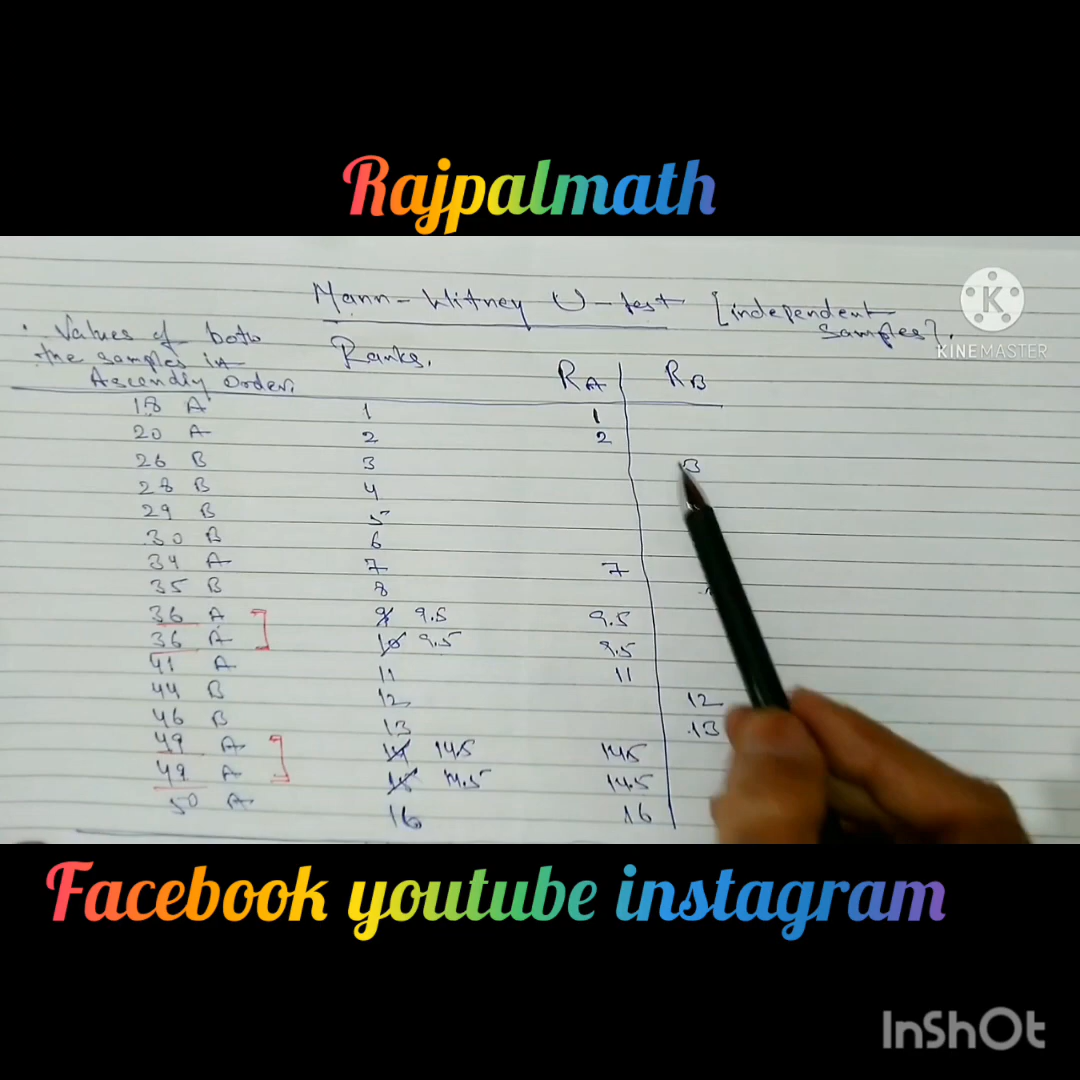 Rajpalmath
Mann-Witney U-test [independent samples].
K
KINEMASTER
Values of both the samples in Ascendly Order.
Ranks.
RA
RB
18 A 1 1
20 A 2 2
26 B 3 3
28 B 4
29 B 5
30 B 6
34 A 7 7
35 B 8
36 A 9 9.5 9.5
36 A 10 9.5 9.5
41 A 11 11
44 B 12 12
46 B 13 13
49 A 14 14.5 14.5
49 A 15 14.5 14.5
50 A 16 16
Facebook youtube instagram
InShOt